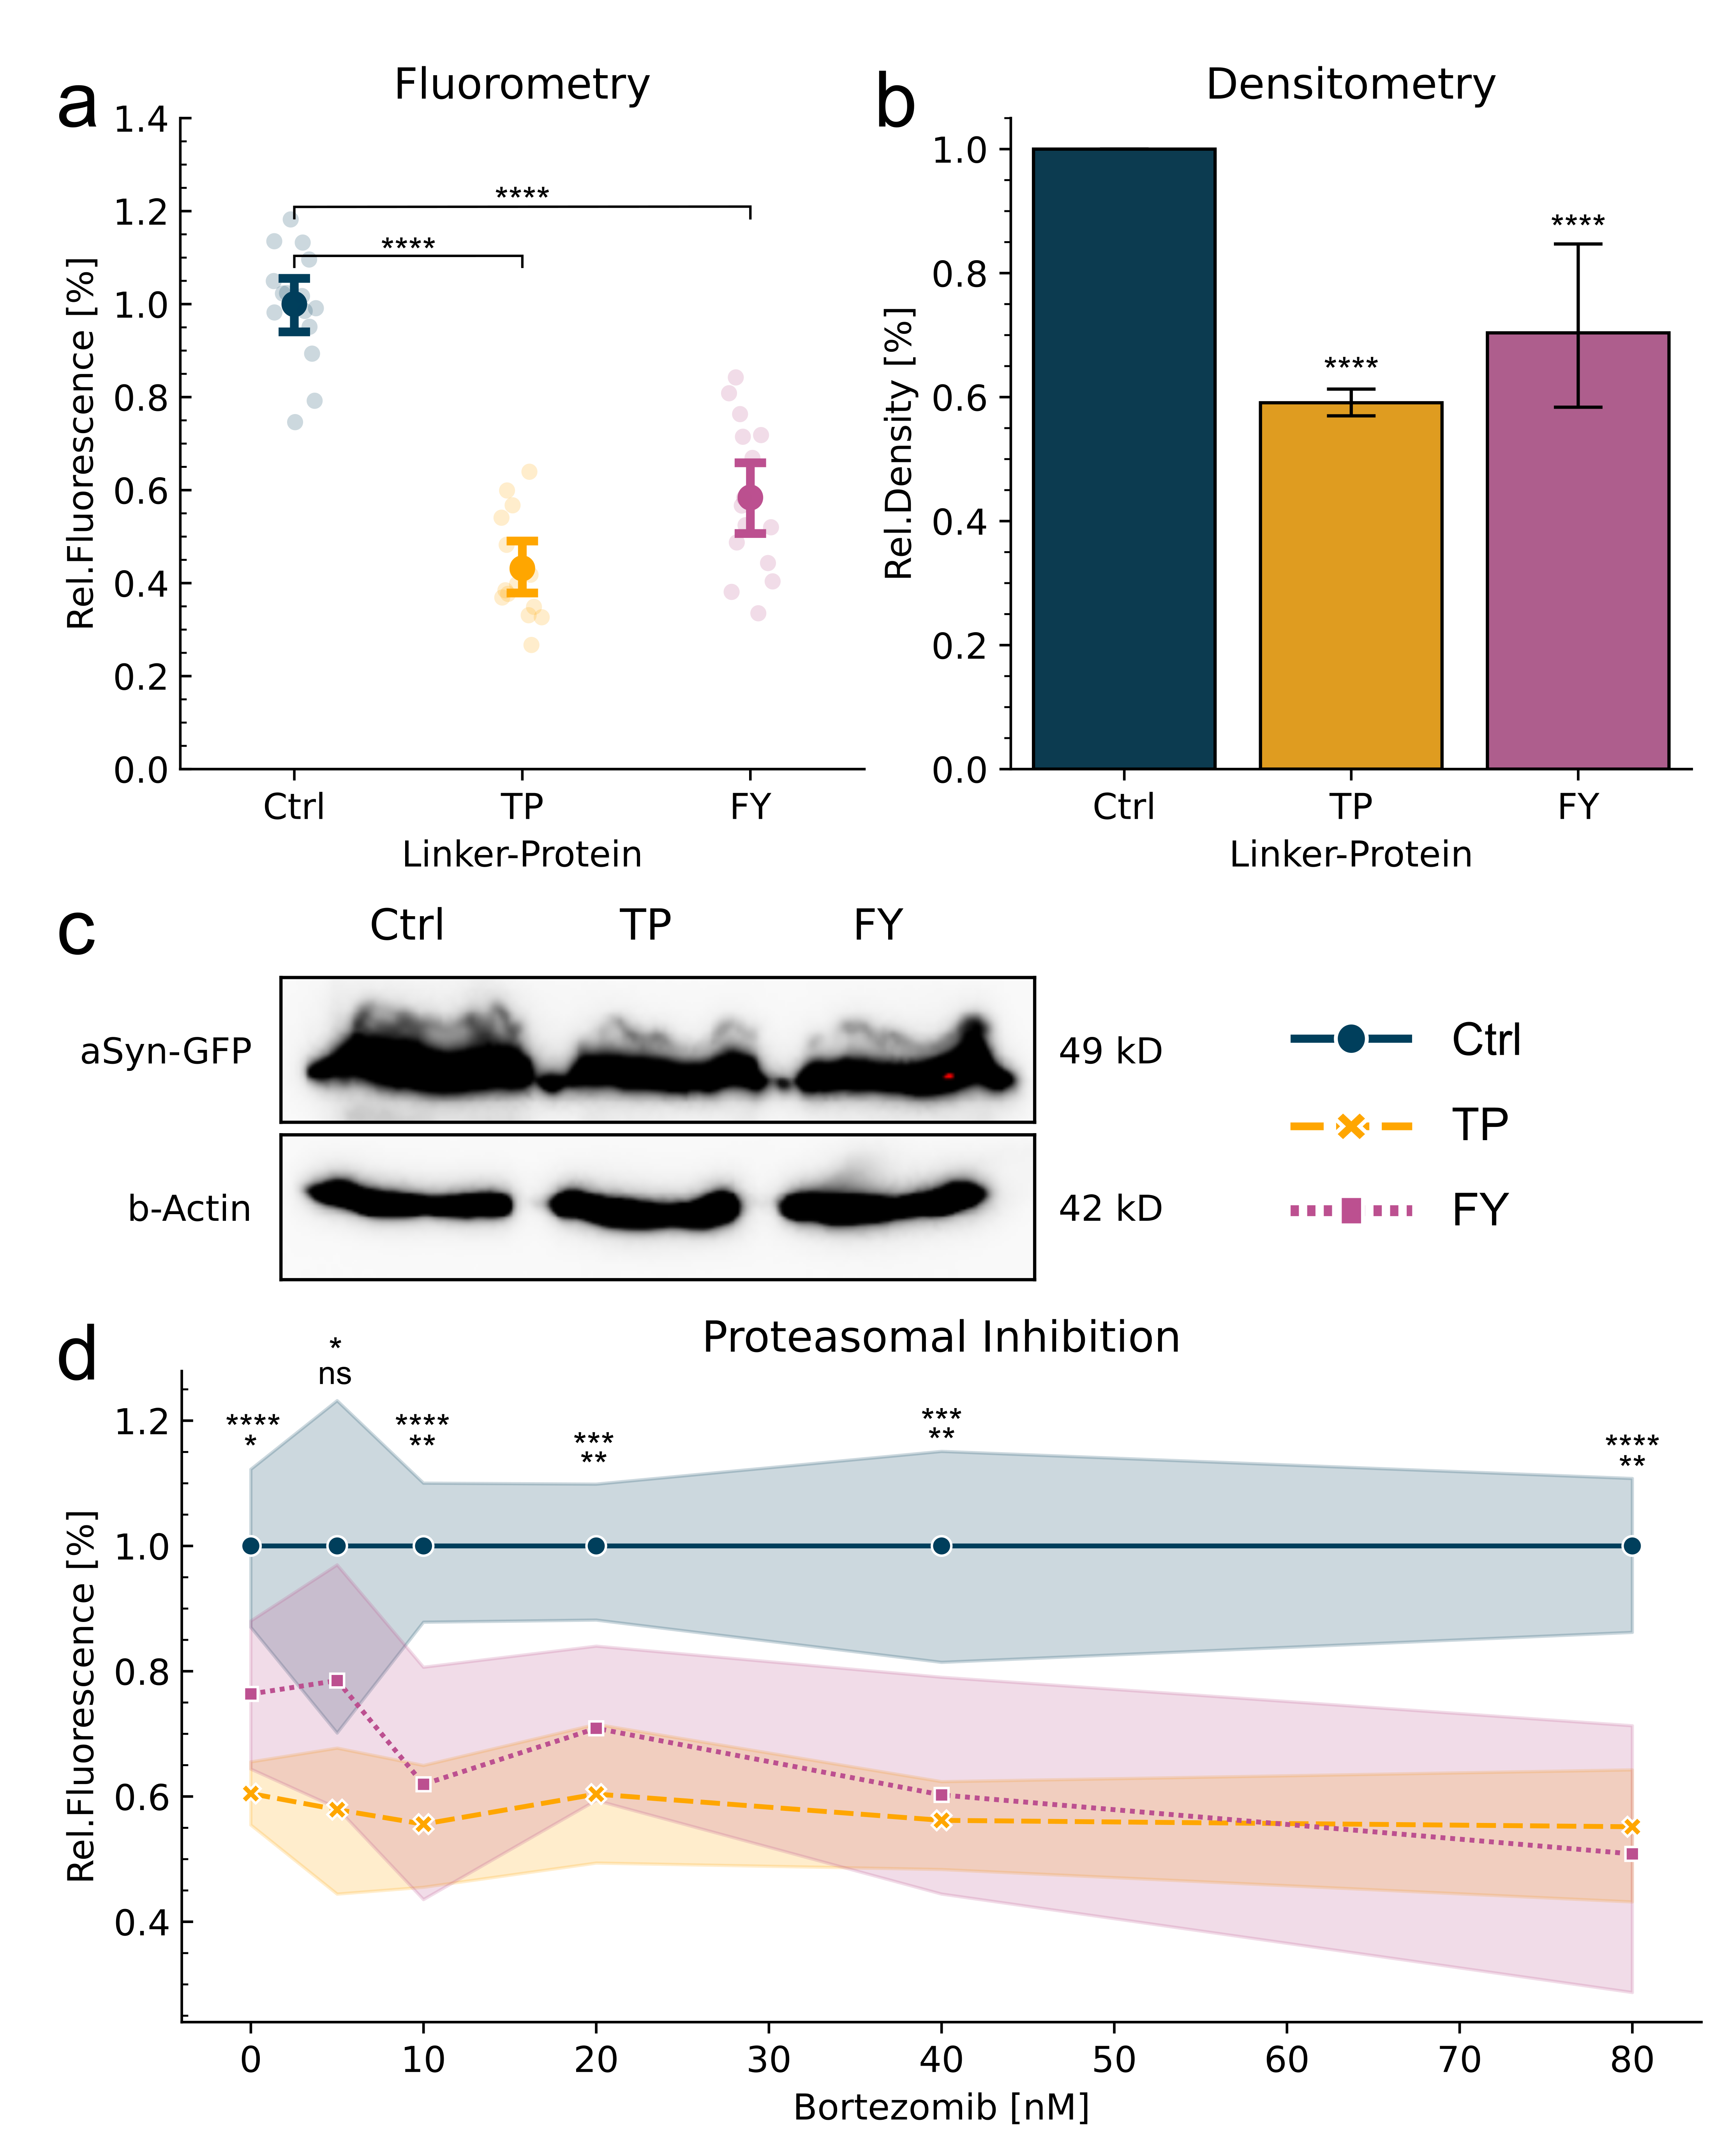 a
Fluorometry
Rel.Fluorescence [%]
1.4
1.2
1.0
0.8
0.6
0.4
0.2
0.0
****
****
Ctrl TP FY
Linker-Protein
b
Densitometry
Rel.Density [%]
1.0
0.8
0.6
0.4
0.2
0.0
****
****
Ctrl TP FY
Linker-Protein
c
Ctrl TP FY
aSyn-GFP 49 kD
b-Actin 42 kD
Ctrl
TP
FY
d
Proteasomal Inhibition
Rel.Fluorescence [%]
1.2
1.0
0.8
0.6
0.4
****
*
*
ns
****
**
***
**
***
**
****
**
0 10 20 30 40 50 60 70 80
Bortezomib [nM]